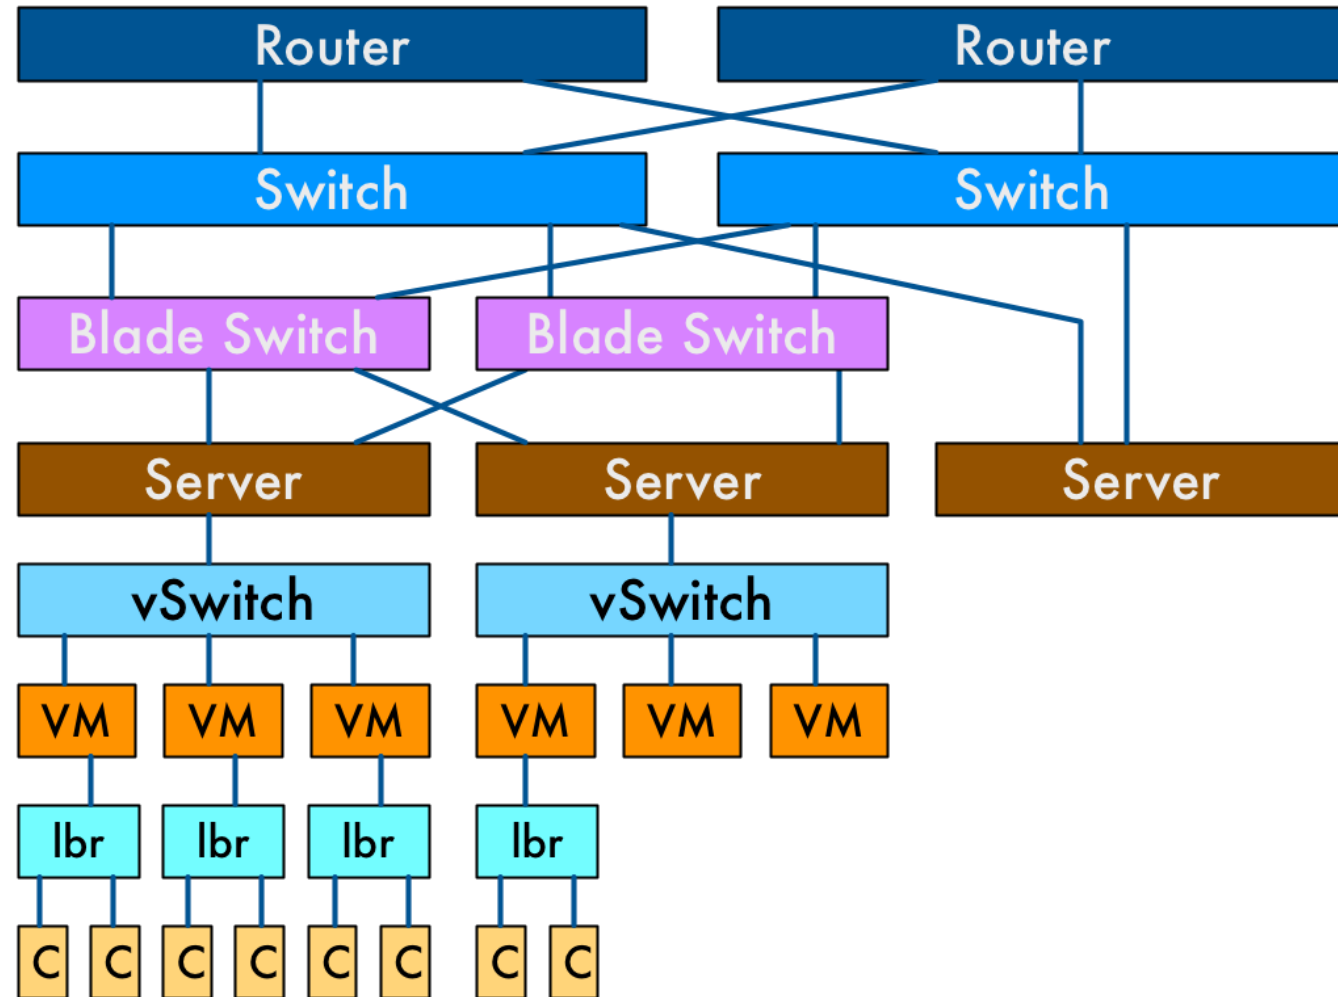 Router
Router
Switch
Switch
Blade Switch
Blade Switch
Server
Server
Server
vSwitch
vSwitch
VM
VM
VM
VM
VM
VM
lbr
lbr
lbr
lbr
C
C
C
C
C
C
C
C